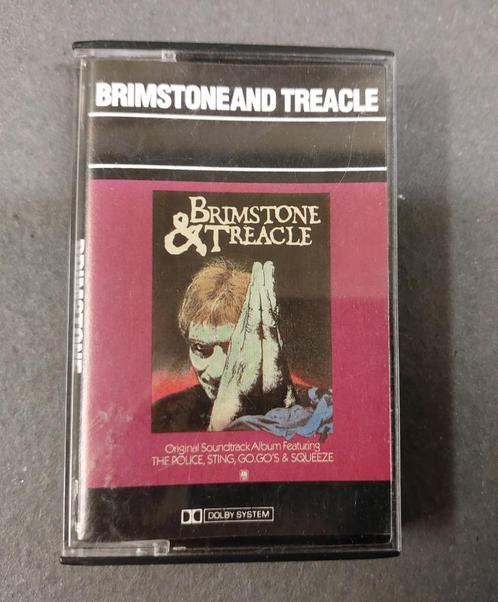 BRIMSTONEAND TREACLE
BRIMSTONE
& TREACLE
Original Soundtrack Album Featuring
THE POLICE, STING, GO.GO'S & SQUEEZE
DOLBY SYSTEM